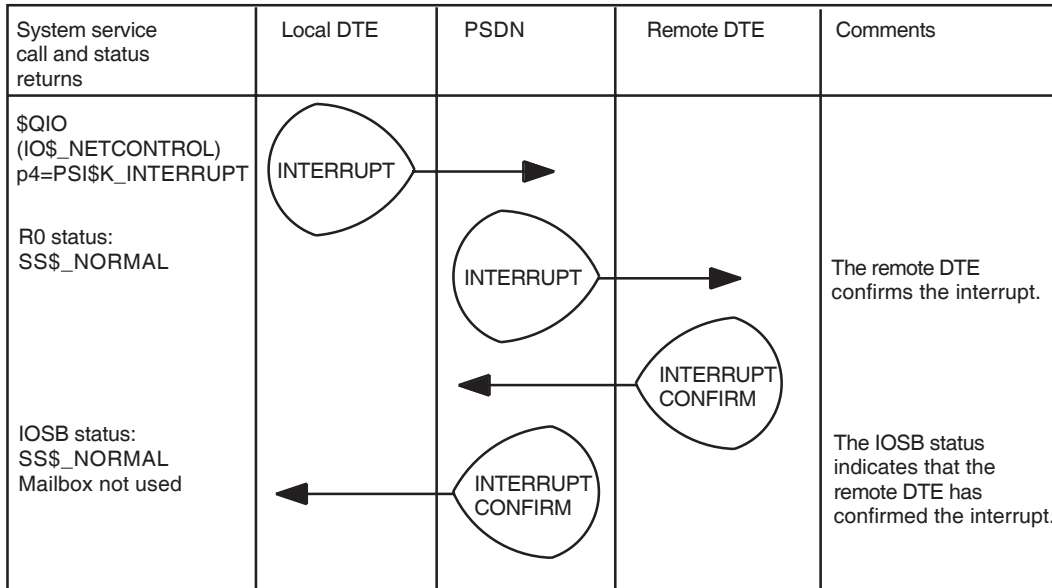 System service
call and status
returns
Local DTE
PSDN
Remote DTE
Comments
$QIO
(IO$_NETCONTROL)
p4=PSI$K_INTERRUPT
INTERRUPT
R0 status:
SS$_NORMAL
INTERRUPT
The remote DTE
confirms the interrupt.
INTERRUPT
CONFIRM
IOSB status:
SS$_NORMAL
Mailbox not used
INTERRUPT
CONFIRM
The IOSB status
indicates that the
remote DTE has
confirmed the interrupt.